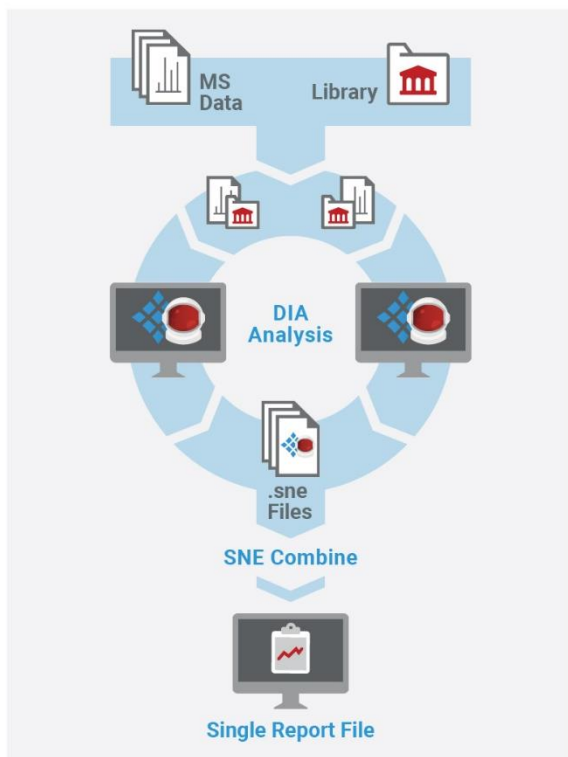 MS
Data
Library
DIA
Analysis
.sne
Files
SNE Combine
Single Report File